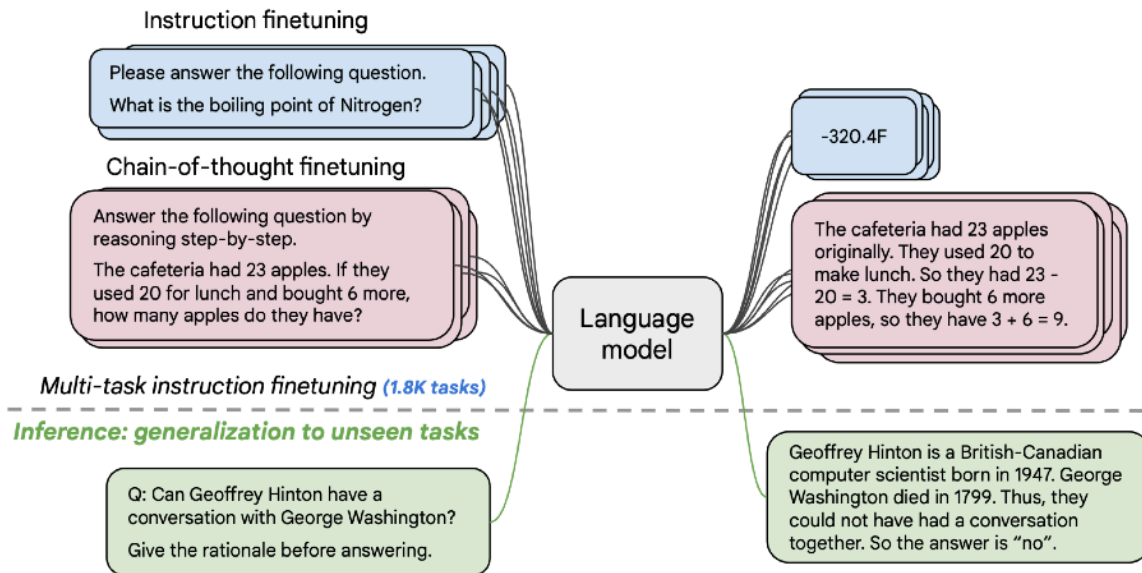 Instruction finetuning
Please answer the following question.
What is the boiling point of Nitrogen?
-320.4F
Chain-of-thought finetuning
Answer the following question by
reasoning step-by-step.
The cafeteria had 23 apples. If they
used 20 for lunch and bought 6 more,
how many apples do they have?
Language
model
The cafeteria had 23 apples
originally. They used 20 to
make lunch. So they had 23 -
20 = 3. They bought 6 more
apples, so they have 3 + 6 = 9.
Multi-task instruction finetuning (1.8K tasks)
Inference: generalization to unseen tasks
Q: Can Geoffrey Hinton have a
conversation with George Washington?
Give the rationale before answering.
Geoffrey Hinton is a British-Canadian
computer scientist born in 1947. George
Washington died in 1799. Thus, they
could not have had a conversation
together. So the answer is “no”.